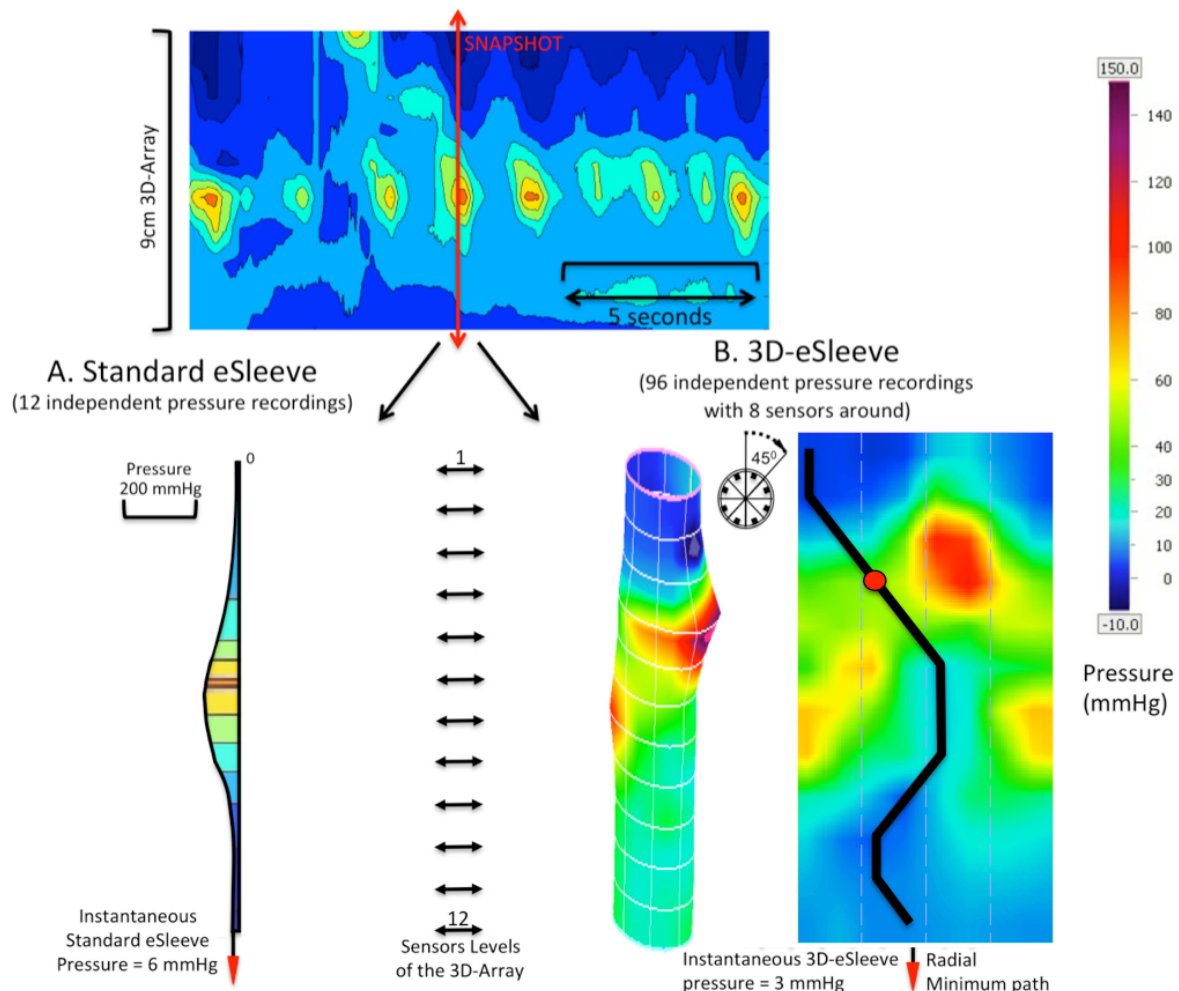 SNAPSHOT
9cm 3D-Array
5 seconds
150.0
140
120
100
80
60
40
30
20
10
0
-10.0
Pressure
(mmHg)
A. Standard eSleeve
(12 independent pressure recordings)
B. 3D-eSleeve
(96 independent pressure recordings
with 8 sensors around)
Pressure
200 mmHg
0
1
45⁰
12
Sensors Levels
of the 3D-Array
Instantaneous
Standard eSleeve
Pressure = 6 mmHg
Instantaneous 3D-eSleeve
pressure = 3 mmHg
Radial
Minimum path